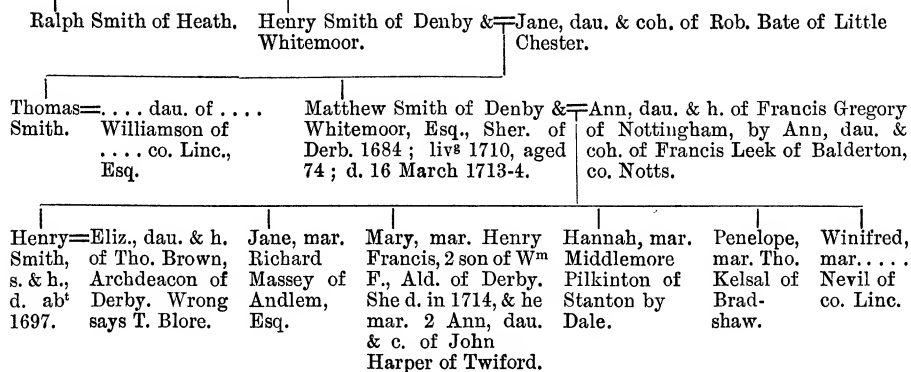 Ralph Smith of Heath.
Henry Smith of Denby &=Jane, dau. & coh. of Rob. Bate of Little
Whitemoor.
Chester.
Thomas=.... dau. of ....
Smith.
Williamson of
.... co. Linc.,
Esq.
Matthew Smith of Denby &=Ann, dau. & h. of Francis Gregory
Whitemoor, Esq., Sher. of
Derb. 1684 ; livᵍ 1710, aged
74 ; d. 16 March 1713-4.
of Nottingham, by Ann, dau. &
coh. of Francis Leek of Balderton,
co. Notts.
Henry=Eliz., dau. & h.
Smith,
s. & h.,
d. abᵗ
1697.
of Tho. Brown,
Archdeacon of
Derby. Wrong
says T. Blore.
Jane, mar.
Richard
Massey of
Andlem,
Esq.
Mary, mar. Henry
Francis, 2 son of Wᵐ
F., Ald. of Derby.
She d. in 1714, & he
mar. 2 Ann, dau.
& c. of John
Harper of Twiford.
Hannah, mar.
Middlemore
Pilkinton of
Stanton by
Dale.
Penelope,
mar. Tho.
Kelsal of
Brad-
shaw.
Winifred,
mar.....
Nevil of
co. Linc.